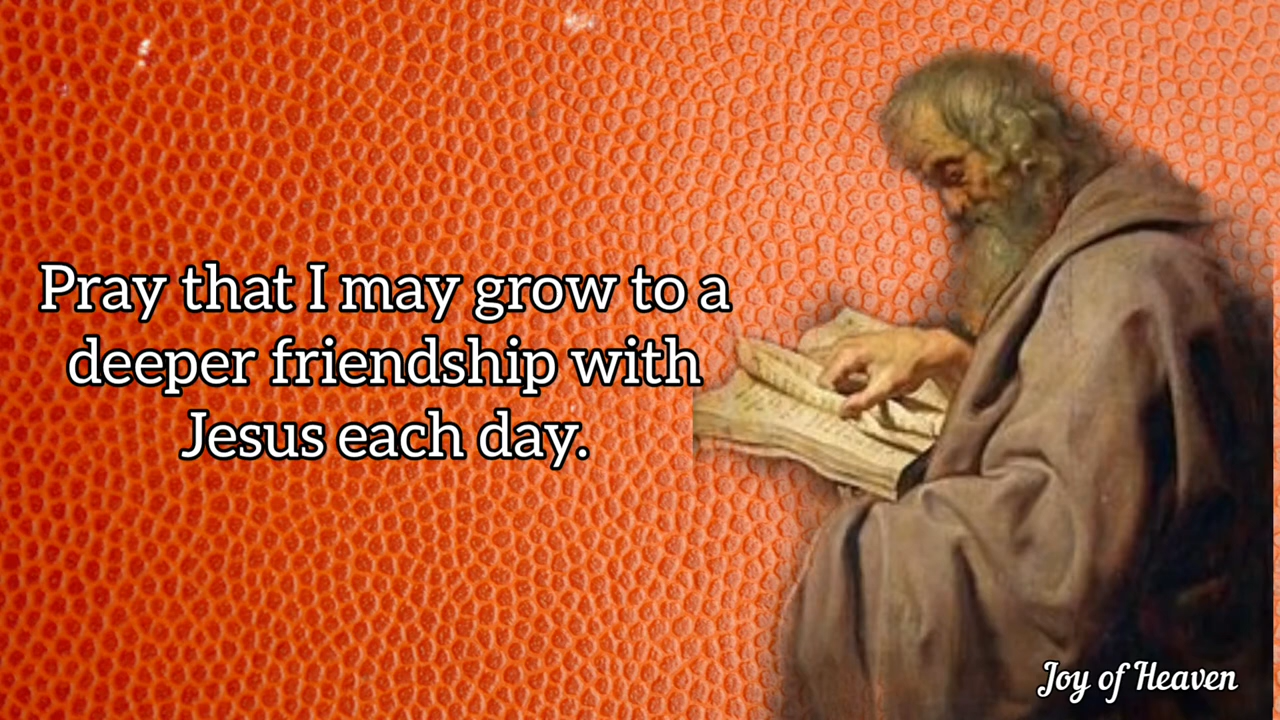 Pray that I may grow to a
deeper friendship with
Jesus each day.
Joy of Heaven